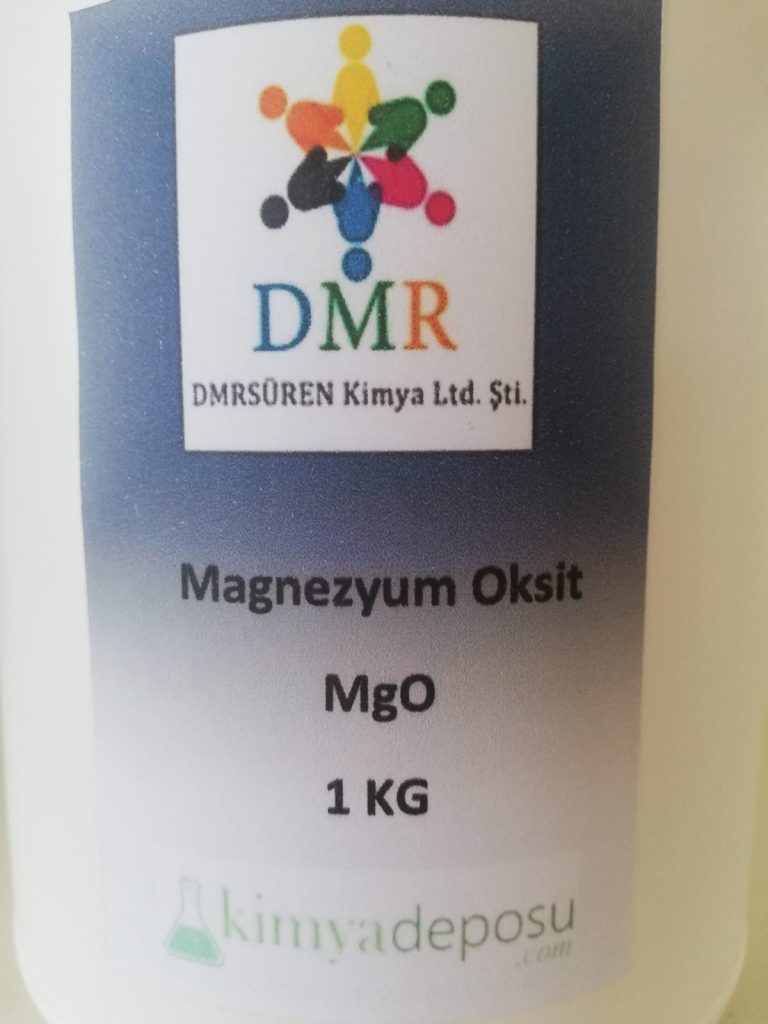 DMR
DMRSÜREN Kimya Ltd. Şti.
Magnezyum Oksit
MgO
1 KG
kimyadeposu
.com